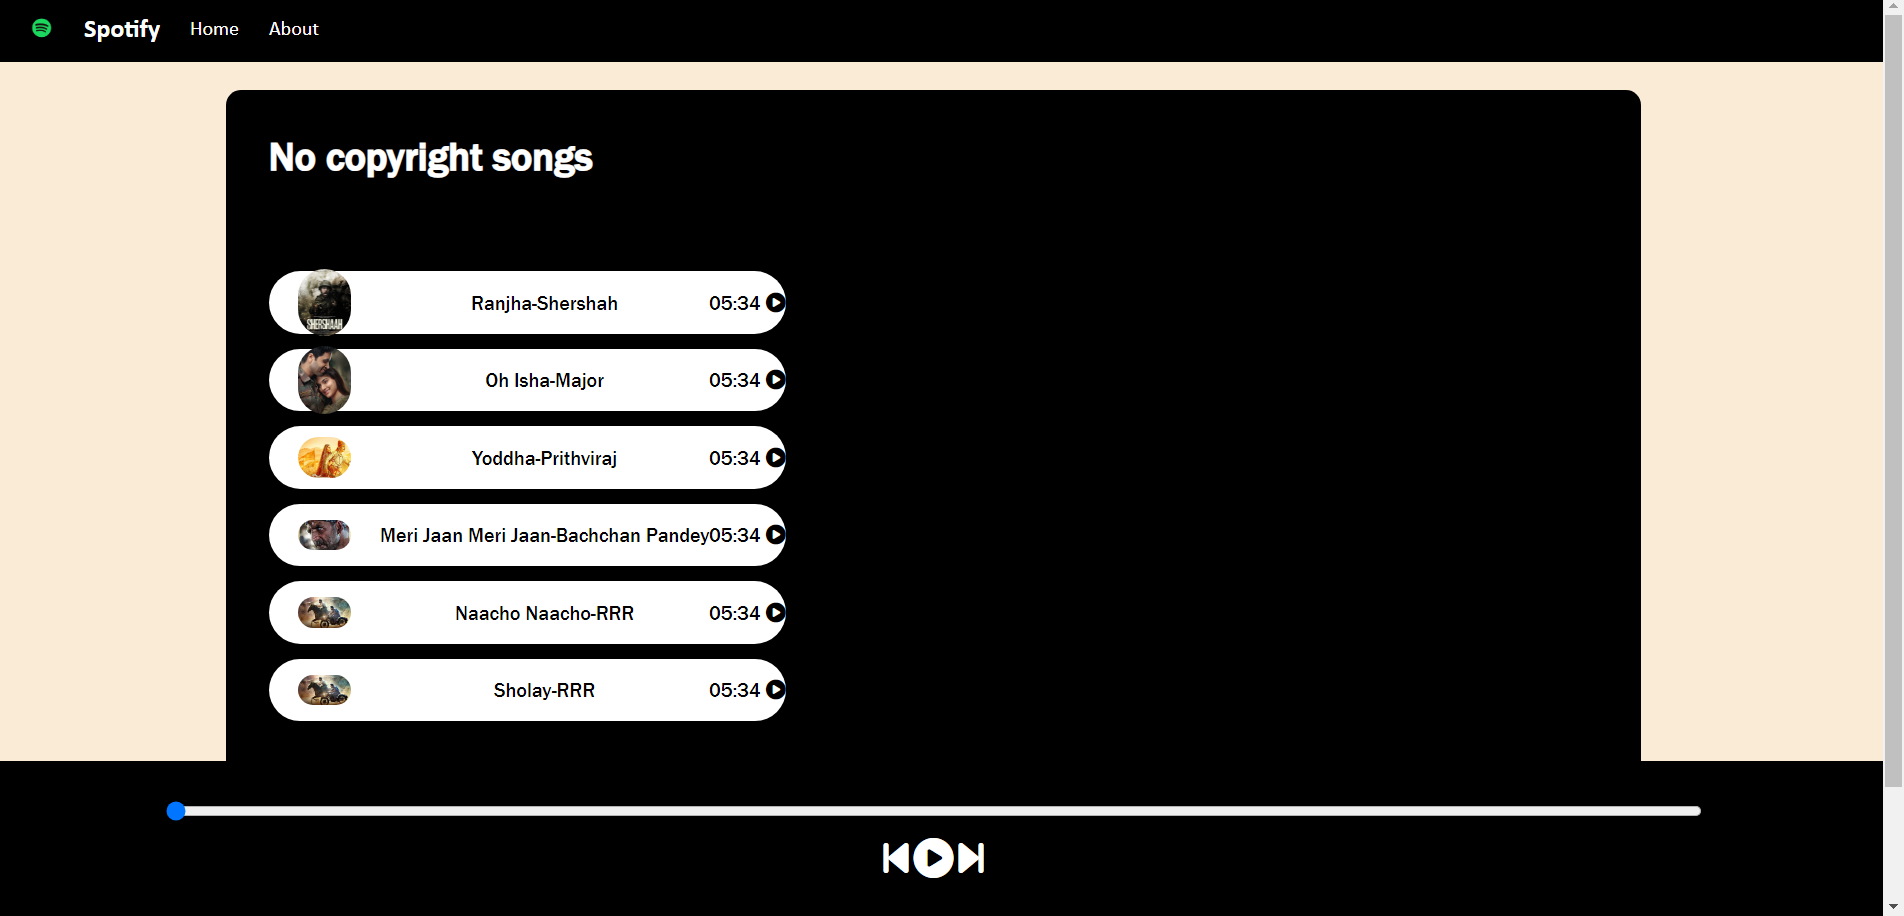 Spotify Home About
No copyright songs
SHERSHAAH
Ranjha-Shershah 05:34
Oh Isha-Major 05:34
Yoddha-Prithviraj 05:34
Meri Jaan Meri Jaan-Bachchan Pandey05:34
Naacho Naacho-RRR 05:34
Sholay-RRR 05:34